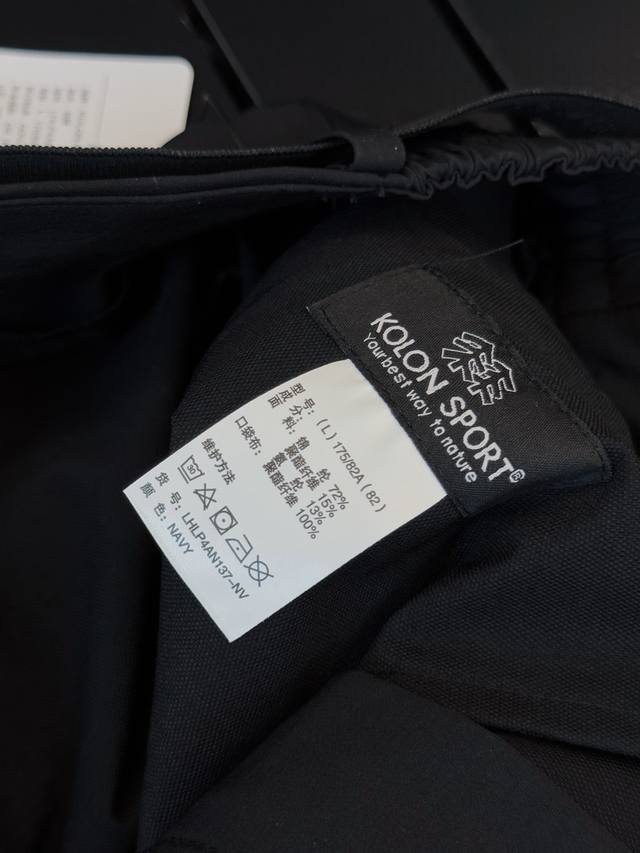 KOLON SPORT®
Your best way to nature
型 号: (L)175/82A(82)
成 分:
面 料: 锦 纶 72%
聚酯纤维 15%
氨 纶 13%
口袋布: 聚酯纤维 100%
维护方法
30
货 号: LHLP4AN137-NV
颜 色: NAVY